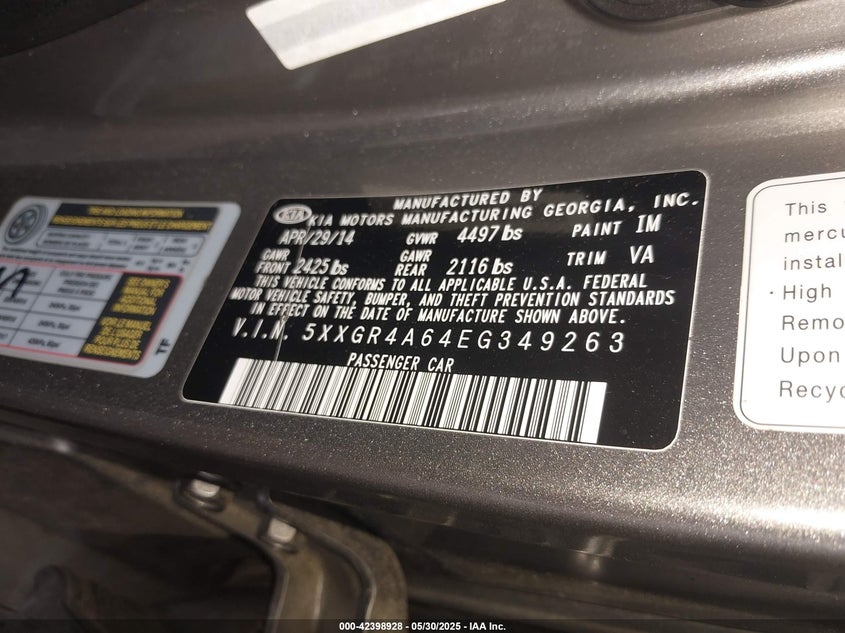 KIA
MANUFACTURED BY
KIA MOTORS MANUFACTURING GEORGIA, INC.
APR/29/14 GVWR 4497 lbs PAINT IM
GAWR FRONT 2425 lbs GAWR REAR 2116 lbs TRIM VA
THIS VEHICLE CONFORMS TO ALL APPLICABLE U.S.A. FEDERAL
MOTOR VEHICLE SAFETY, BUMPER, AND THEFT PREVENTION STANDARDS
IN EFFECT ON THE DATE OF MANUFACTURE SHOWN ABOVE.
V.I.N. 5XXGR4A64EG349263
PASSENGER CAR
TF
This
mercu
instal
· High
Remo
Upon
Recyc
000-42398928 - 05/30/2025 - IAA Inc.